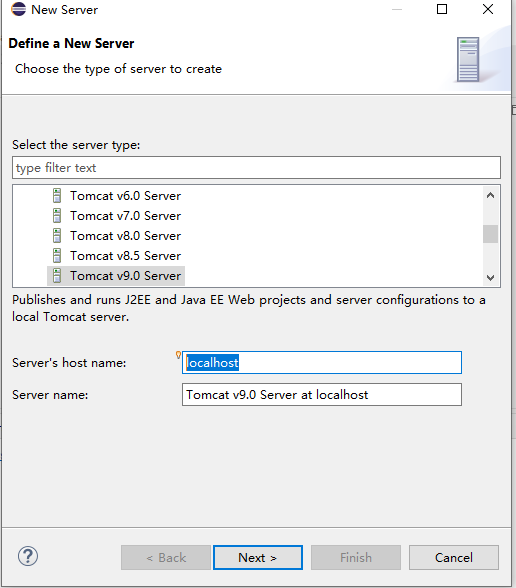 New Server
Define a New Server
Choose the type of server to create
Select the server type:
type filter text
Tomcat v6.0 Server
Tomcat v7.0 Server
Tomcat v8.0 Server
Tomcat v8.5 Server
Tomcat v9.0 Server
Publishes and runs J2EE and Java EE Web projects and server configurations to a
local Tomcat server.
Server's host name: localhost
Server name: Tomcat v9.0 Server at localhost
? < Back Next > Finish Cancel